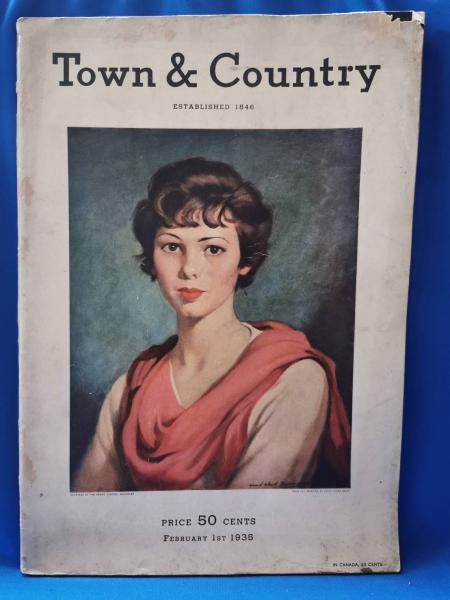 Town & Country
ESTABLISHED 1846
PRICE 50 CENTS
FEBRUARY 1ST 1935
IN CANADA, 55 CENTS